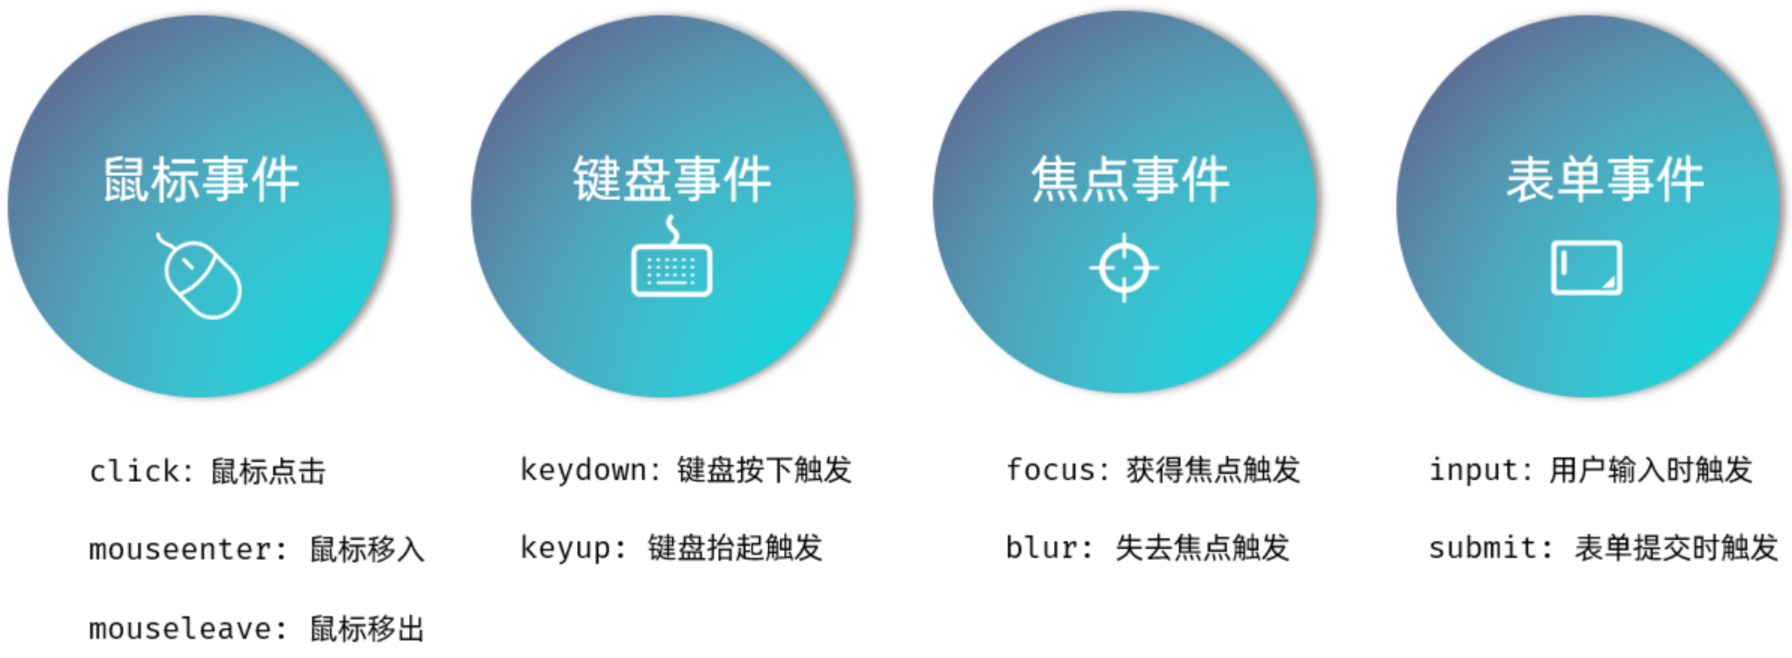 鼠标事件
click：鼠标点击
mouseenter: 鼠标移入
mouseleave: 鼠标移出
键盘事件
keydown：键盘按下触发
keyup: 键盘抬起触发
焦点事件
focus：获得焦点触发
blur: 失去焦点触发
表单事件
input：用户输入时触发
submit: 表单提交时触发